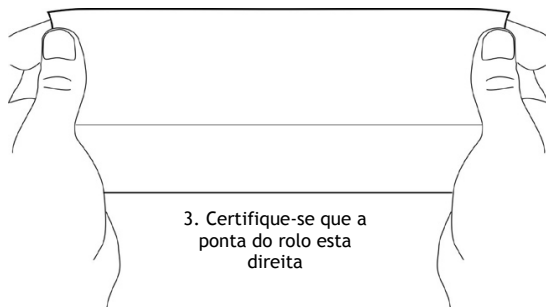 3. Certifique-se que a
ponta do rolo esta
direita